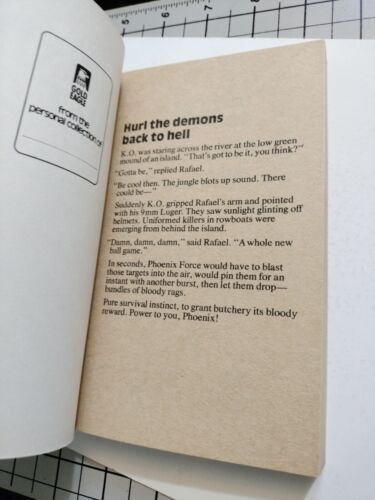 GOLD
EAGLE
from the
personal collection of
Hurl the demons
back to hell
K.O. was staring across the river at the low green
mound of an island. "That's got to be it, you think?"
"Gotta be," replied Rafael.
"Be cool then. The jungle blots up sound. There
could be—"
Suddenly K.O. gripped Rafael's arm and pointed
with his 9mm Luger. They saw sunlight glinting off
helmets. Uniformed killers in rowboats were
emerging from behind the island.
"Damn, damn, damn," said Rafael. "A whole new
ball game."
In seconds, Phoenix Force would have to blast
those targets into the air, would pin them for an
instant with another burst, then let them drop—
bundles of bloody rags.
Pure survival instinct, to grant butchery its bloody
reward. Power to you, Phoenix!